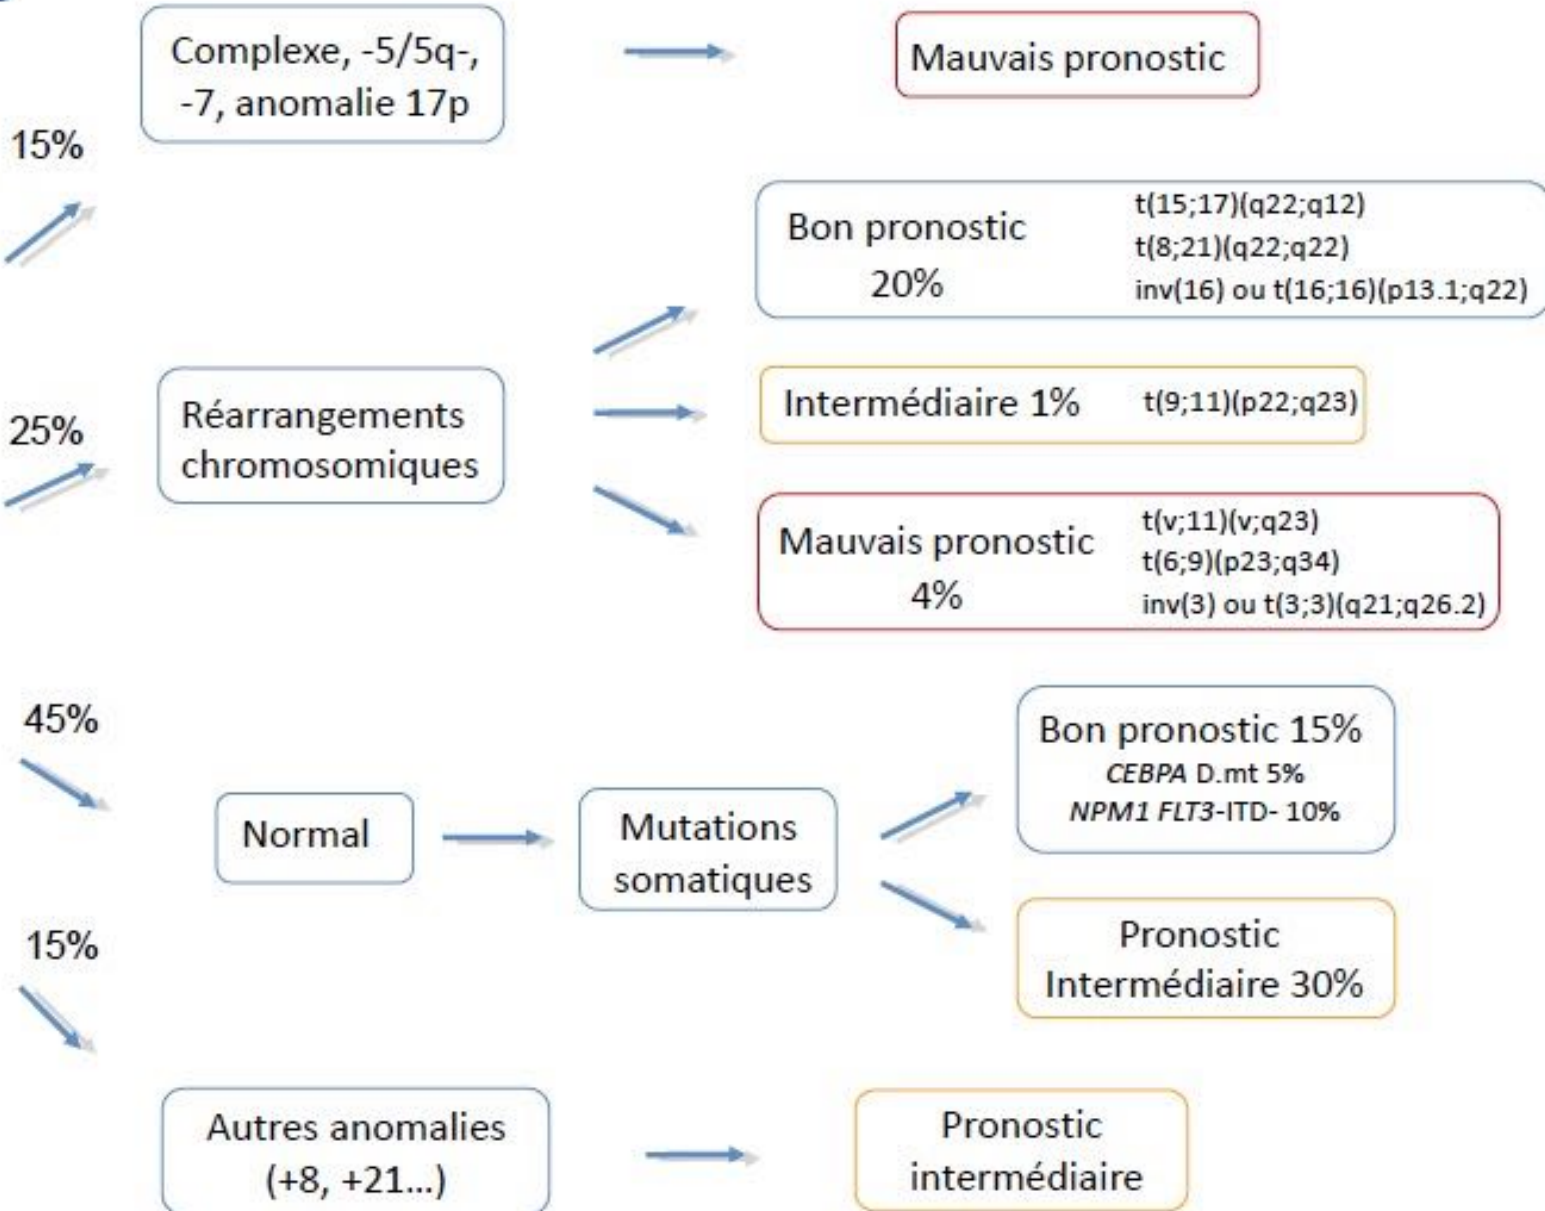 Complexe, -5/5q-,
-7, anomalie 17p
Mauvais pronostic
15%
Bon pronostic
20%
t(15;17)(q22;q12)
t(8;21)(q22;q22)
inv(16) ou t(16;16)(p13.1;q22)
25%
Réarrangements
chromosomiques
Intermédiaire 1%
t(9;11)(p22;q23)
Mauvais pronostic
4%
t(v;11)(v;q23)
t(6;9)(p23;q34)
inv(3) ou t(3;3)(q21;q26.2)
45%
Normal
Mutations
somatiques
Bon pronostic 15%
CEBPA D.mt 5%
NPM1 FLT3-ITD- 10%
Pronostic
Intermédiaire 30%
15%
Autres anomalies
(+8, +21...)
Pronostic
intermédiaire